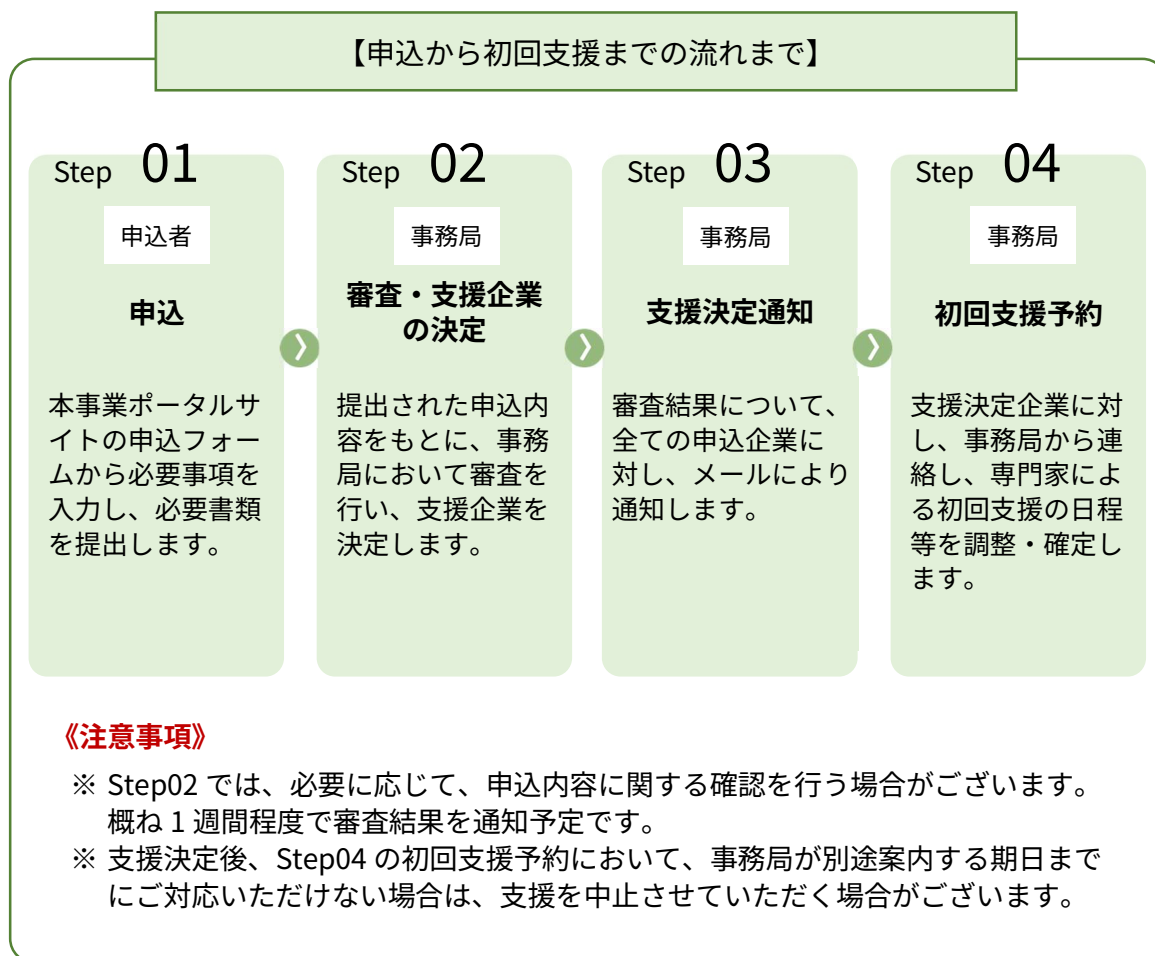 【申込から初回支援までの流れまで】
Step 01
申込者
申込
本事業ポータルサ
イトの申込フォー
ムから必要事項を
入力し、必要書類
を提出します。
Step 02
事務局
審査・支援企業
の決定
提出された申込内
容をもとに、事務
局において審査を
行い、支援企業を
決定します。
Step 03
事務局
支援決定通知
審査結果について、
全ての申込企業に
対し、メールにより
通知します。
Step 04
事務局
初回支援予約
支援決定企業に対
し、事務局から連
絡し、専門家によ
る初回支援の日程
等を調整・確定し
ます。
《注意事項》
※ Step02 では、必要に応じて、申込内容に関する確認を行う場合がございます。
概ね 1 週間程度で審査結果を通知予定です。
※ 支援決定後、Step04 の初回支援予約において、事務局が別途案内する期日まで
にご対応いただけない場合は、支援を中止させていただく場合がございます。